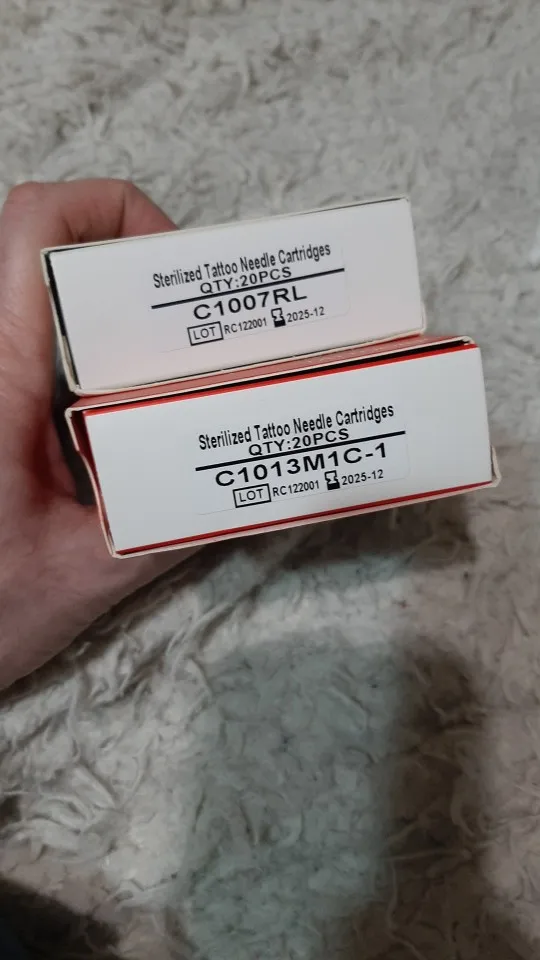 Sterilized Tattoo Needle Cartridges
QTY:20PCS
C1007RL
LOT RC122001 2025-12
Sterilized Tattoo Needle Cartridges
QTY:20PCS
C1013M1C-1
LOT RC122001 2025-12